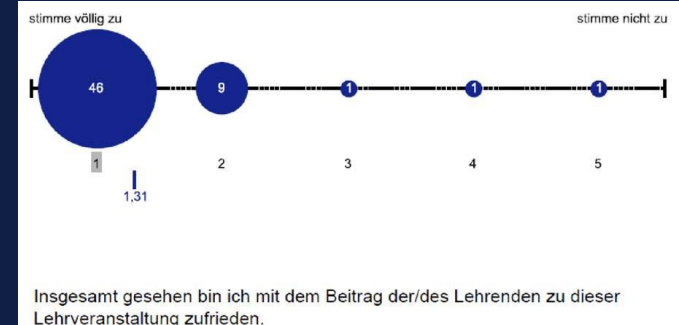 stimme völlig zu stimme nicht zu
46 9 1 1 1
1 2 3 4 5
1,31
Insgesamt gesehen bin ich mit dem Beitrag der/des Lehrenden zu dieser
Lehrveranstaltung zufrieden.